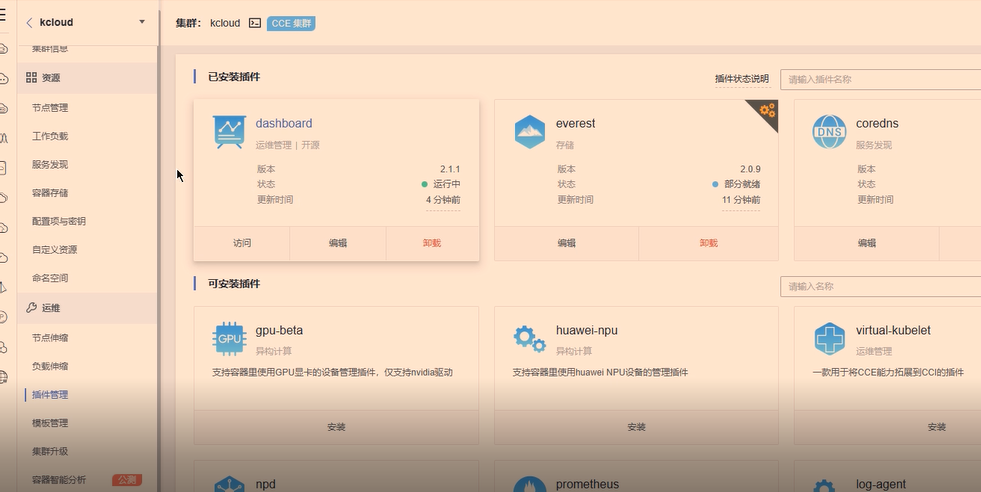 kcloud
集群： kcloud CCE 集群
集群信息
资源
节点管理
工作负载
服务发现
容器存储
配置项与密钥
自定义资源
命名空间
运维
节点伸缩
负载伸缩
插件管理
模板管理
集群升级
容器智能分析 公测
已安装插件
插件状态说明
请输入插件名称
dashboard
运维管理 | 开源
版本 2.1.1
状态 运行中
更新时间 4 分钟前
访问 编辑 卸载
everest
存储
版本 2.0.9
状态 部分就绪
更新时间 11 分钟前
编辑 卸载
DNS
coredns
服务发现
版本
状态
更新时间
编辑
可安装插件
请输入名称
GPU
gpu-beta
异构计算
支持容器里使用GPU显卡的设备管理插件，仅支持nvidia驱动
安装
huawei-npu
异构计算
支持容器里使用huawei NPU设备的管理插件
安装
virtual-kubelet
运维管理
一款用于将CCE能力拓展到CCI的插件
安装
npd
prometheus
log-agent